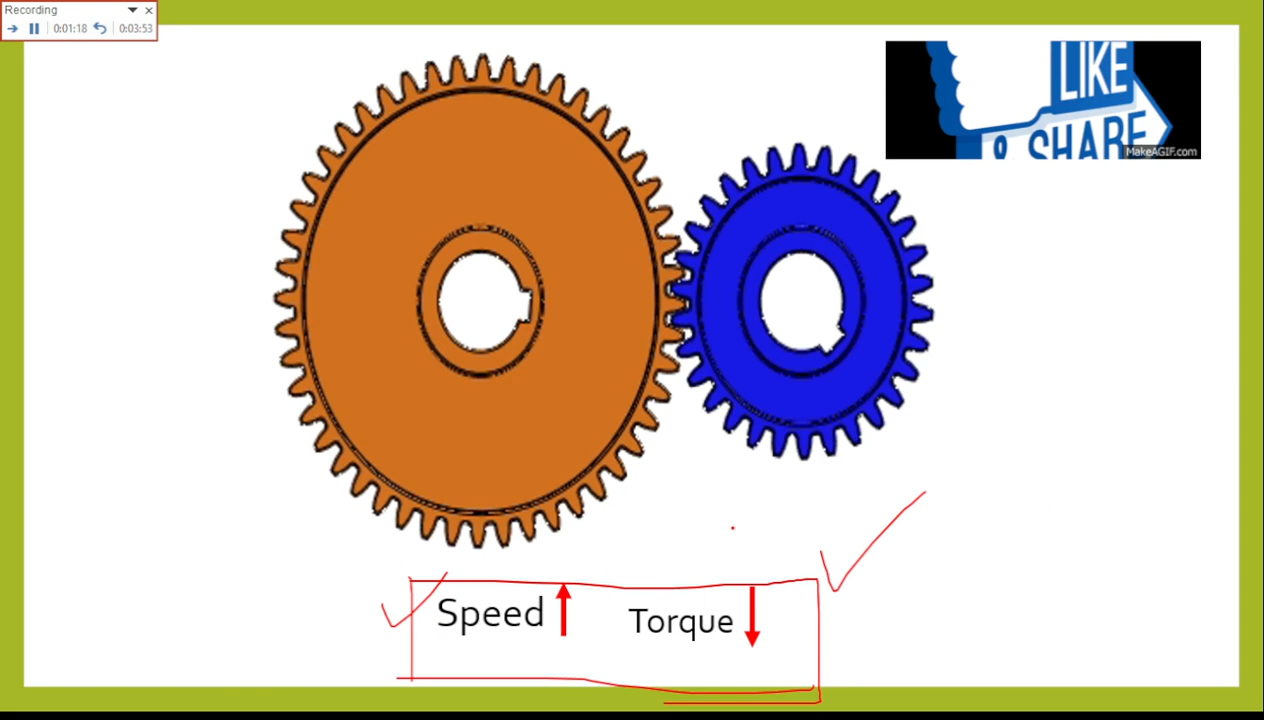 Recording
0:01:18 0:03:53
LIKE
& SHARE
MakeAGIF.com
Speed Torque